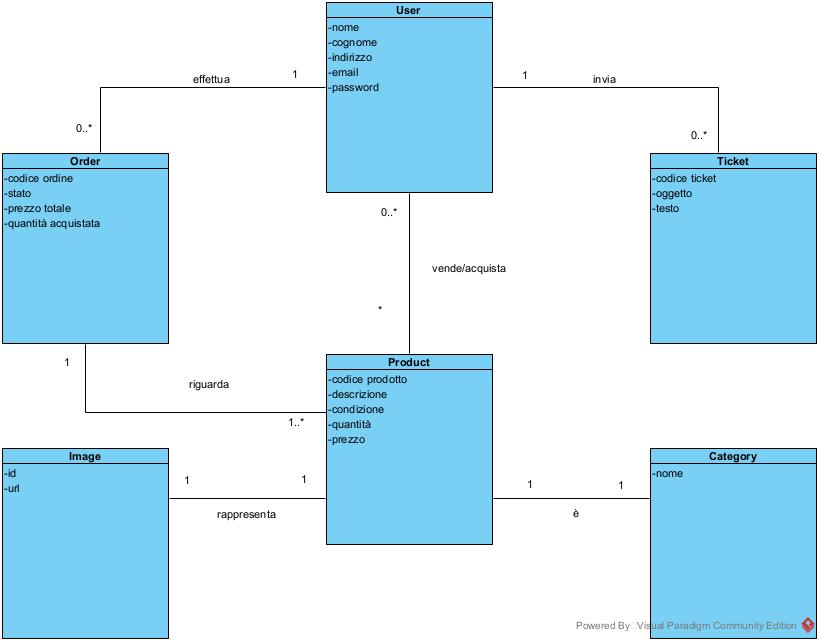 User
-nome
-cognome
-indirizzo
-email
-password
effettua
1
0..*
1
invia
0..*
Order
-codice ordine
-stato
-prezzo totale
-quantità acquistata
Ticket
-codice ticket
-oggetto
-testo
0..*
vende/acquista
*
1
riguarda
1..*
Product
-codice prodotto
-descrizione
-condizione
-quantità
-prezzo
Image
-id
-url
1
1
rappresenta
1
1
è
Category
-nome
Powered By Visual Paradigm Community Edition